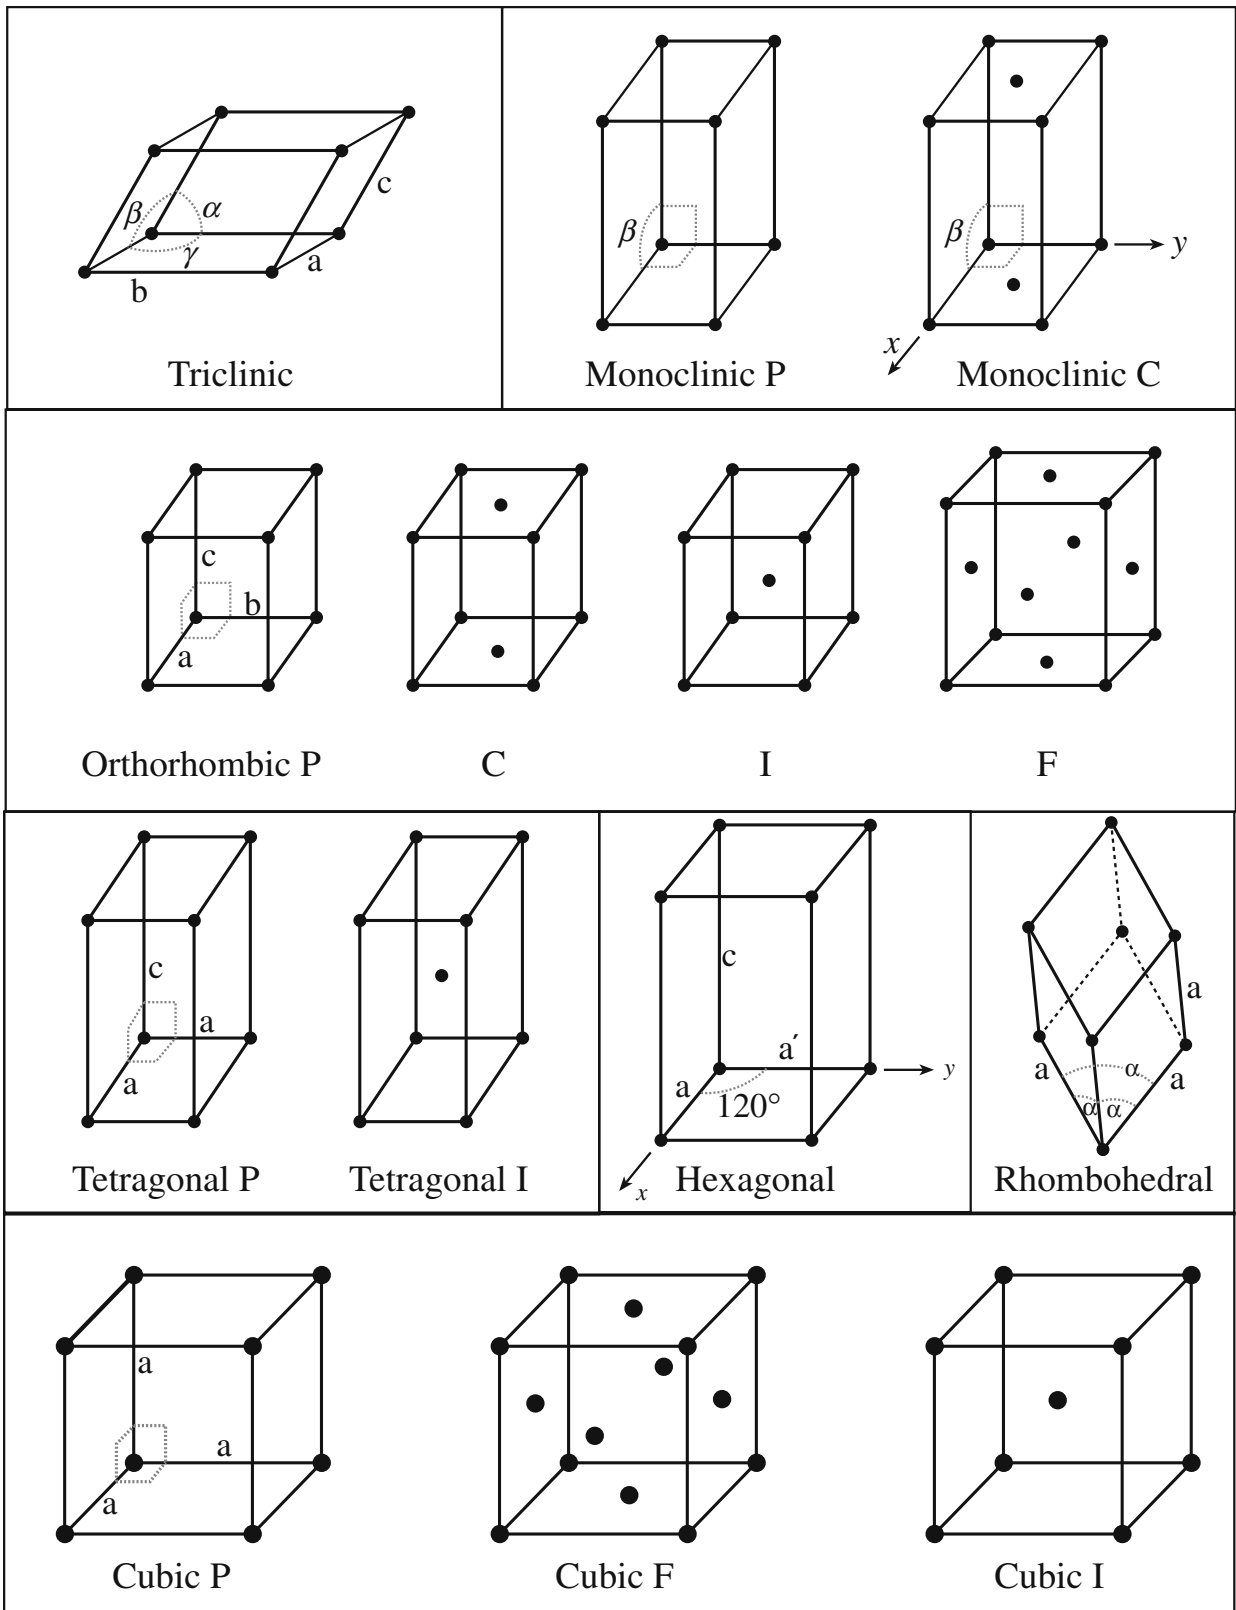 c
β
α
γ
a
b
Triclinic
β
Monoclinic P
β
y
x
Monoclinic C
c
b
a
Orthorhombic P
C
I
F
c
a
a
Tetragonal P
Tetragonal I
c
a′
a
120°
y
x
Hexagonal
a
a
α
a
α
α
Rhombohedral
a
a
a
Cubic P
Cubic F
Cubic I